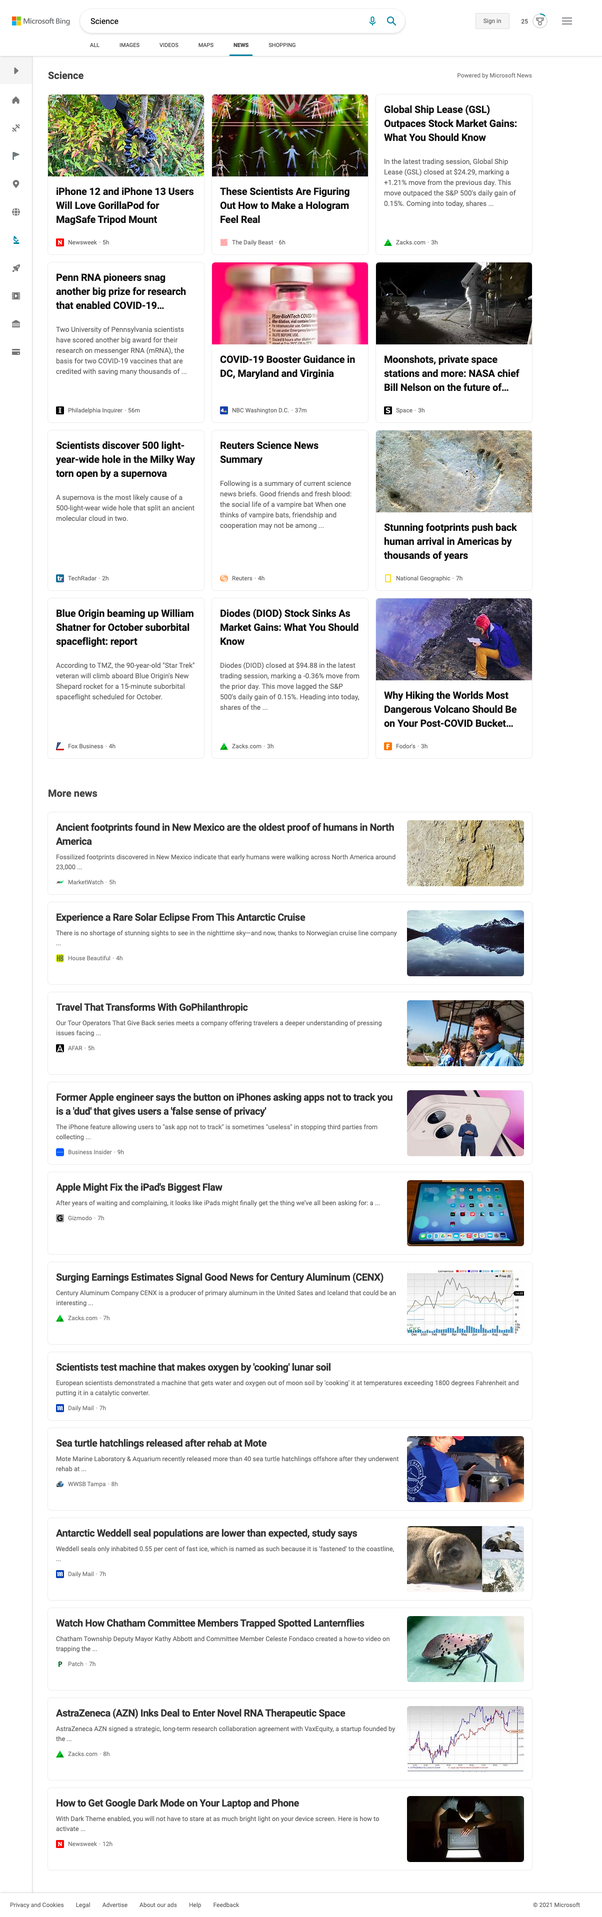 Microsoft Bing
Science
Sign in
25
ALL IMAGES VIDEOS MAPS NEWS SHOPPING
Science
Powered by Microsoft News
iPhone 12 and iPhone 13 Users
Will Love GorillaPod for
MagSafe Tripod Mount
Newsweek · 5h
These Scientists Are Figuring
Out How to Make a Hologram
Feel Real
The Daily Beast · 6h
Global Ship Lease (GSL)
Outpaces Stock Market Gains:
What You Should Know
In the latest trading session, Global Ship
Lease (GSL) closed at $24.29, marking a
+1.21% move from the previous day. This
move outpaced the S&P 500's daily gain of
0.15%. Coming into today, shares ...
Zacks.com · 3h
Penn RNA pioneers snag
another big prize for research
that enabled COVID-19...
Two University of Pennsylvania scientists
have scored another big award for their
research on messenger RNA (mRNA), the
basis for two COVID-19 vaccines that are
credited with saving many thousands of ...
Philadelphia Inquirer · 56m
COVID-19 Booster Guidance in
DC, Maryland and Virginia
NBC Washington D.C. · 37m
Moonshots, private space
stations and more: NASA chief
Bill Nelson on the future of...
Space · 3h
Scientists discover 500 light-
year-wide hole in the Milky Way
torn open by a supernova
A supernova is the most likely cause of a
500-light-wear wide hole that split an ancient
molecular cloud in two.
TechRadar · 2h
Reuters Science News
Summary
Following is a summary of current science
news briefs. Good friends and fresh blood:
the social life of a vampire bat When one
thinks of vampire bats, friendship and
cooperation may not be among ...
Reuters · 4h
Stunning footprints push back
human arrival in Americas by
thousands of years
National Geographic · 7h
Blue Origin beaming up William
Shatner for October suborbital
spaceflight: report
According to TMZ, the 90-year-old "Star Trek"
veteran will climb aboard Blue Origin's New
Shepard rocket for a 15-minute suborbital
spaceflight scheduled for October.
Fox Business · 4h
Diodes (DIOD) Stock Sinks As
Market Gains: What You Should
Know
Diodes (DIOD) closed at $94.88 in the latest
trading session, marking a -0.36% move from
the prior day. This move lagged the S&P
500's daily gain of 0.15%. Heading into today,
shares of the ...
Zacks.com · 3h
Why Hiking the Worlds Most
Dangerous Volcano Should Be
on Your Post-COVID Bucket...
Fodor's · 3h
More news
Ancient footprints found in New Mexico are the oldest proof of humans in North
America
Fossilized footprints discovered in New Mexico indicate that early humans were walking across North America around
23,000 ...
MarketWatch · 5h
Experience a Rare Solar Eclipse From This Antarctic Cruise
There is no shortage of stunning sights to see in the nighttime sky—and now, thanks to Norwegian cruise line company
...
House Beautiful · 4h
Travel That Transforms With GoPhilanthropic
Our Tour Operators That Give Back series meets a company offering travelers a deeper understanding of pressing
issues facing ...
AFAR · 5h
Former Apple engineer says the button on iPhones asking apps not to track you
is a 'dud' that gives users a 'false sense of privacy'
The iPhone feature allowing users to "ask app not to track" is sometimes "useless" in stopping third parties from
collecting ...
Business Insider · 9h
Apple Might Fix the iPad's Biggest Flaw
After years of waiting and complaining, it looks like iPads might finally get the thing we've all been asking for: a ...
Gizmodo · 7h
Surging Earnings Estimates Signal Good News for Century Aluminum (CENX)
Century Aluminum Company CENX is a producer of primary aluminum in the United Sates and Iceland that could be an
interesting ...
Zacks.com · 7h
Scientists test machine that makes oxygen by 'cooking' lunar soil
European scientists demonstrated a machine that gets water and oxygen out of moon soil by 'cooking' it at temperatures exceeding 1800 degrees Fahrenheit and
putting it in a catalytic converter.
Daily Mail · 7h
Sea turtle hatchlings released after rehab at Mote
Mote Marine Laboratory & Aquarium recently released more than 40 sea turtle hatchlings offshore after they underwent
rehab at ...
WWSB Tampa · 8h
Antarctic Weddell seal populations are lower than expected, study says
Weddell seals only inhabited 0.55 per cent of fast ice, which is named as such because it is 'fastened' to the coastline,
...
Daily Mail · 7h
Watch How Chatham Committee Members Trapped Spotted Lanternflies
Chatham Township Deputy Mayor Kathy Abbott and Committee Member Celeste Fondaco created a how-to video on
trapping the ...
Patch · 7h
AstraZeneca (AZN) Inks Deal to Enter Novel RNA Therapeutic Space
AstraZeneca AZN signed a strategic, long-term research collaboration agreement with VaxEquity, a startup founded by
the ...
Zacks.com · 8h
How to Get Google Dark Mode on Your Laptop and Phone
With Dark Theme enabled, you will not have to stare at as much bright light on your device screen. Here is how to
activate ...
Newsweek · 12h
Privacy and Cookies Legal Advertise About our ads Help Feedback
© 2021 Microsoft